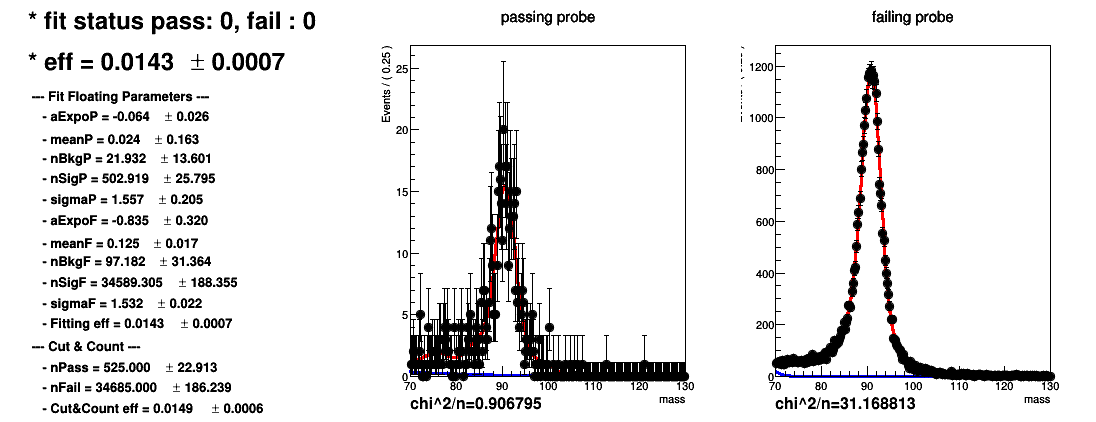 * fit status pass: 0, fail : 0
* eff = 0.0143 ± 0.0007
--- Fit Floating Parameters ---
- aExpoP = -0.064 ± 0.026
- meanP = 0.024 ± 0.163
- nBkgP = 21.932 ± 13.601
- nSigP = 502.919 ± 25.795
- sigmaP = 1.557 ± 0.205
- aExpoF = -0.835 ± 0.320
- meanF = 0.125 ± 0.017
- nBkgF = 97.182 ± 31.364
- nSigF = 34589.305 ± 188.355
- sigmaF = 1.532 ± 0.022
- Fitting eff = 0.0143 ± 0.0007
--- Cut & Count ---
- nPass = 525.000 ± 22.913
- nFail = 34685.000 ± 186.239
- Cut&Count eff = 0.0149 ± 0.0006
passing probe
Events / ( 0.25 )
25
20
15
10
5
0
70 80 90 100 110 120 130
mass
chi^2/n=0.906795
failing probe
1200
1000
800
600
400
200
0
70 80 90 100 110 120 130
mass
chi^2/n=31.168813